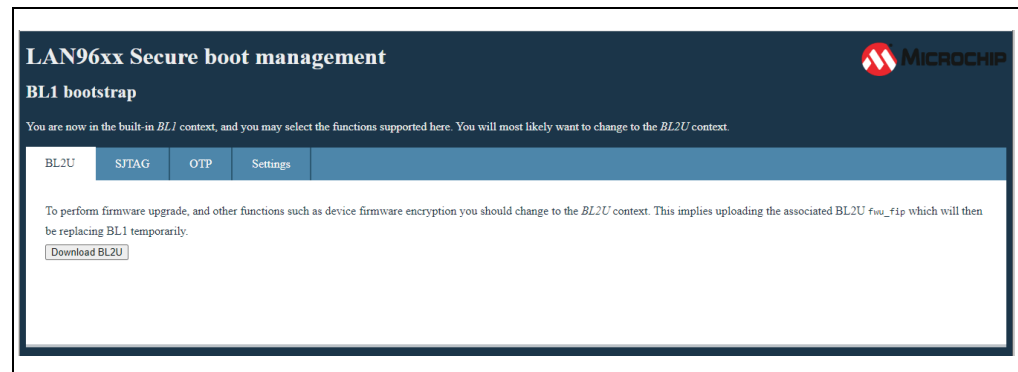 LAN96xx Secure boot management
MICROCHIP
BL1 bootstrap
You are now in the built-in BL1 context, and you may select the functions supported here. You will most likely want to change to the BL2U context.
BL2U SJTAG OTP Settings
To perform firmware upgrade, and other functions such as device firmware encryption you should change to the BL2U context. This implies uploading the associated BL2U fwu_fip which will then
be replacing BL1 temporarily.
Download BL2U